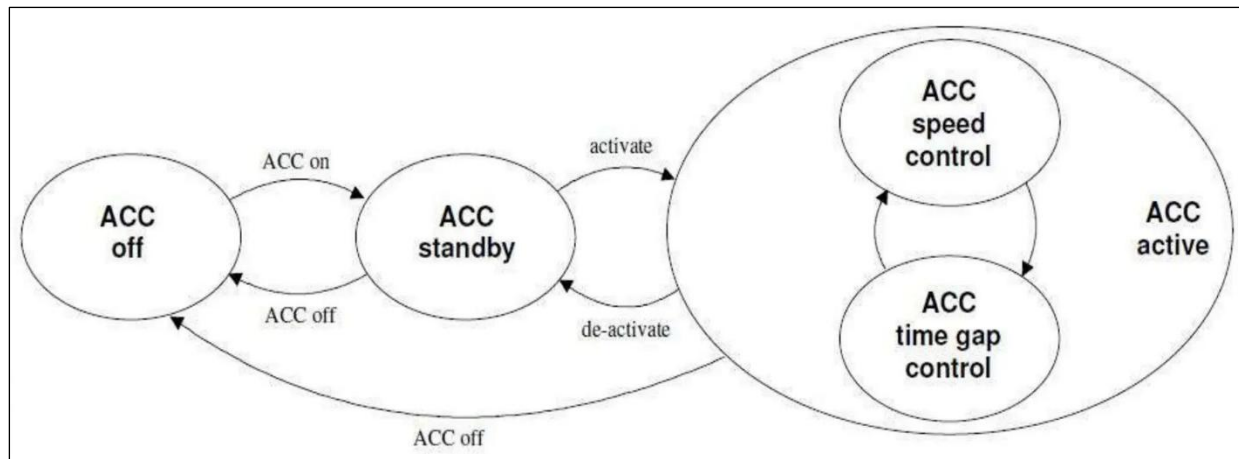 ACC
off
ACC on
ACC off
ACC
standby
activate
de-activate
ACC off
ACC
speed
control
ACC
time gap
control
ACC
active